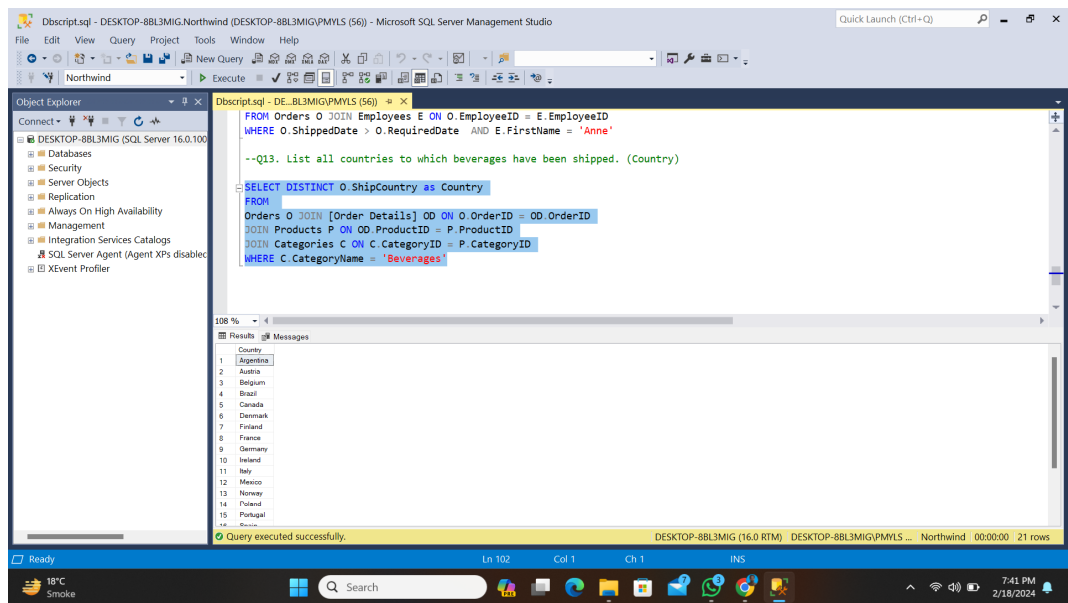 Dbscript.sql - DESKTOP-8BL3MIG.Northwind (DESKTOP-8BL3MIG\PMYLS (56)) - Microsoft SQL Server Management Studio
Quick Launch (Ctrl+Q)
File Edit View Query Project Tools Window Help
New Query
Northwind
Execute
Object Explorer
Connect
DESKTOP-8BL3MIG (SQL Server 16.0.100
Databases
Security
Server Objects
Replication
Always On High Availability
Management
Integration Services Catalogs
SQL Server Agent (Agent XPs disablec
XEvent Profiler
Dbscript.sql - DE...BL3MIG\PMYLS (56))
FROM Orders O JOIN Employees E ON O.EmployeeID = E.EmployeeID
WHERE O.ShippedDate > O.RequiredDate AND E.FirstName = 'Anne'
--Q13. List all countries to which beverages have been shipped. (Country)
SELECT DISTINCT O.ShipCountry as Country
FROM
Orders O JOIN [Order Details] OD ON O.OrderID = OD.OrderID
JOIN Products P ON OD.ProductID = P.ProductID
JOIN Categories C ON C.CategoryID = P.CategoryID
WHERE C.CategoryName = 'Beverages'
108 %
Results Messages
Country
1 Argentina
2 Austria
3 Belgium
4 Brazil
5 Canada
6 Denmark
7 Finland
8 France
9 Germany
10 Ireland
11 Italy
12 Mexico
13 Norway
14 Poland
15 Portugal
Query executed successfully.
DESKTOP-8BL3MIG (16.0 RTM) DESKTOP-8BL3MIG\PMYLS ... Northwind 00:00:00 21 rows
Ready Ln 102 Col 1 Ch 1 INS
18°C
Smoke
Search
PRE
7
3
7:41 PM
2/18/2024